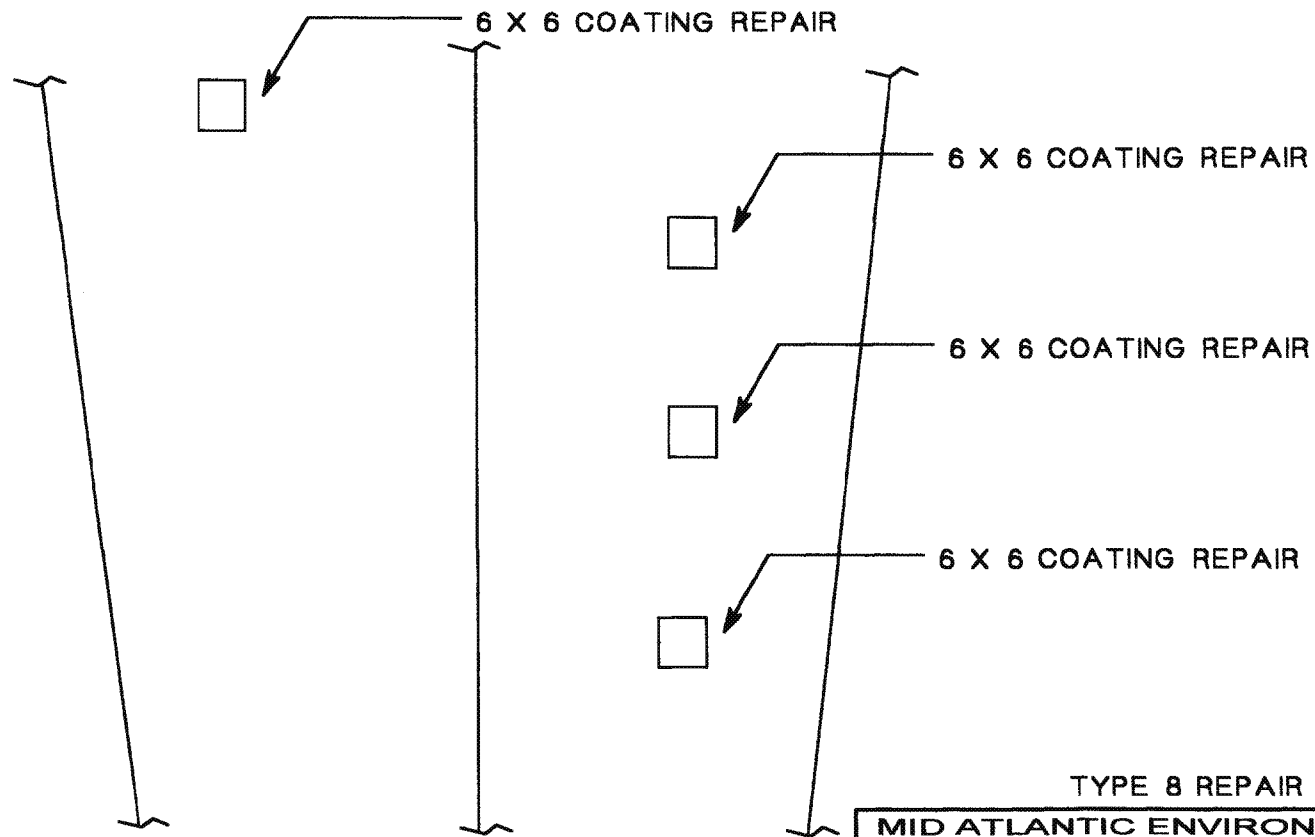 6 X 6 COATING REPAIR
6 X 6 COATING REPAIR
6 X 6 COATING REPAIR
6 X 6 COATING REPAIR
TYPE 8 REPAIR
MID ATLANTIC ENVIRON